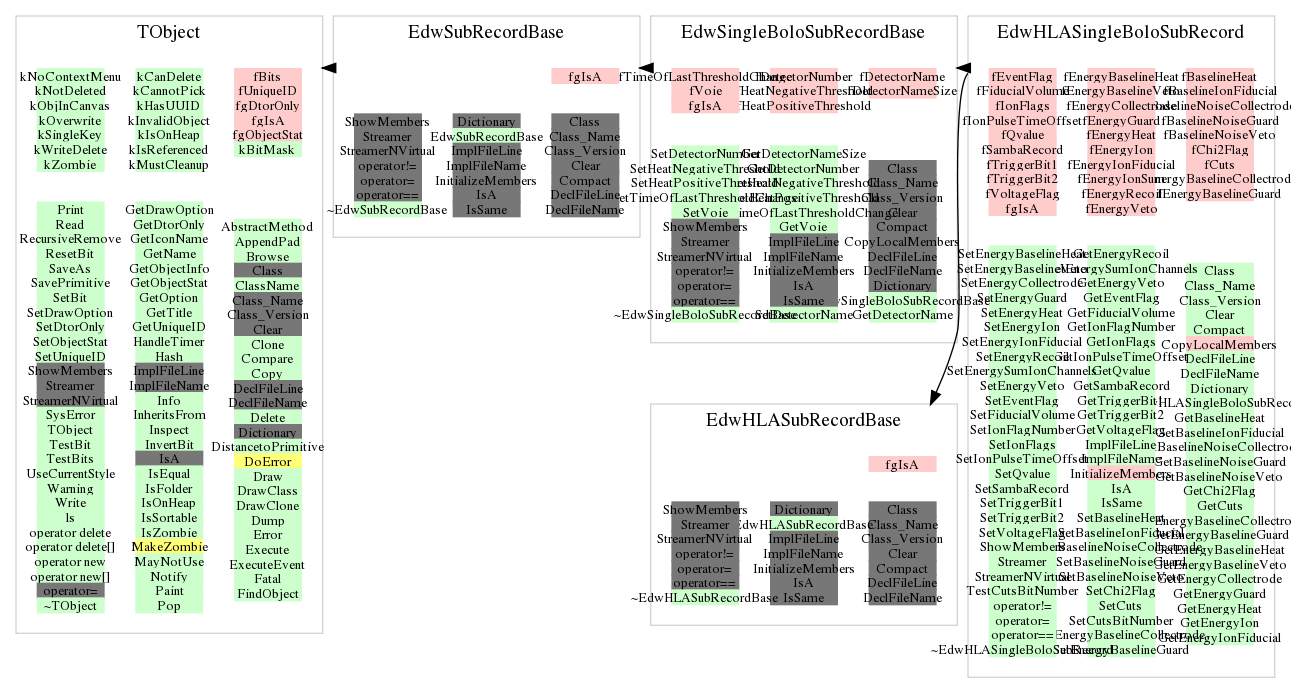 TObject
kNoContextMenu
kNotDeleted
kObjInCanvas
kOverwrite
kSingleKey
kWriteDelete
kZombie
kCanDelete
kCannotPick
kHasUUID
kInvalidObject
kIsOnHeap
kIsReferenced
kMustCleanup
fBits
fUniqueID
fgDtorOnly
fgIsA
fgObjectStat
kBitMask
Print
Read
RecursiveRemove
ResetBit
SaveAs
SavePrimitive
SetBit
SetDrawOption
SetDtorOnly
SetObjectStat
SetUniqueID
ShowMembers
Streamer
StreamerNVirtual
SysError
TObject
TestBit
TestBits
UseCurrentStyle
Warning
Write
ls
operator delete
operator delete[]
operator new
operator new[]
operator=
~TObject
GetDrawOption
GetDtorOnly
GetIconName
GetName
GetObjectInfo
GetObjectStat
GetOption
GetTitle
GetUniqueID
HandleTimer
Hash
ImplFileLine
ImplFileName
Info
InheritsFrom
Inspect
InvertBit
IsA
IsEqual
IsFolder
IsOnHeap
IsSortable
IsZombie
MakeZombie
MayNotUse
Notify
Paint
Pop
AbstractMethod
AppendPad
Browse
Class
ClassName
Class_Name
Class_Version
Clear
Clone
Compare
Copy
DeclFileLine
DeclFileName
Delete
Dictionary
DistancetoPrimitive
DoError
Draw
DrawClass
DrawClone
Dump
Error
Execute
ExecuteEvent
Fatal
FindObject
EdwSubRecordBase
fgIsA
ShowMembers
Streamer
StreamerNVirtual
operator!=
operator=
operator==
~EdwSubRecordBase
Dictionary
EdwSubRecordBase
ImplFileLine
ImplFileName
InitializeMembers
IsA
IsSame
Class
Class_Name
Class_Version
Clear
Compact
DeclFileLine
DeclFileName
EdwSingleBoloSubRecordBase
fTimeOfLastThresholdChange
fVoie
fgIsA
fDetectorNumber
fHeatNegativeThreshold
fHeatPositiveThreshold
fDetectorName
fDetectorNameSize
SetDetectorNumber
SetHeatNegativeThreshold
SetHeatPositiveThreshold
SetTimeOfLastThresholdChange
SetVoie
ShowMembers
Streamer
StreamerNVirtual
operator!=
operator=
operator==
~EdwSingleBoloSubRecordBase
SetDetectorNameSize
GetDetectorNumber
GetVoie
ImplFileLine
ImplFileName
InitializeMembers
IsA
IsSame
SetDetectorName
Class
Class_Name
Class_Version
Clear
Compact
CopyLocalMembers
DeclFileLine
DeclFileName
Dictionary
GetDetectorName
EdwHLASubRecordBase
fgIsA
ShowMembers
Streamer
StreamerNVirtual
operator!=
operator=
operator==
~EdwHLASubRecordBase
Dictionary
EdwHLASubRecordBase
ImplFileLine
ImplFileName
InitializeMembers
IsA
IsSame
Class
Class_Name
Class_Version
Clear
Compact
DeclFileLine
DeclFileName
EdwHLASingleBoloSubRecord
fEventFlag
fFiducialVolume
fIonFlags
fIonPulseTimeOffset
fQvalue
fSambaRecord
fTriggerBit1
fTriggerBit2
fVoltageFlag
fgIsA
fEnergyBaselineHeat
fEnergyBaselineVeto
fEnergyCollectrode
fEnergyGuard
fEnergyHeat
fEnergyIon
fEnergyIonFiducial
fEnergyIonSum
fEnergyRecoil
fEnergyVeto
fBaselineHeat
fBaselineIonFiducial
fBaselineNoiseGuard
fBaselineNoiseVeto
fChi2Flag
fCuts
fEnergyBaselineGuard
SetEnergyBaselineHeat
SetEnergyBaselineVeto
SetEnergyCollectrode
SetEnergyGuard
SetEnergyHeat
SetEnergyIon
SetEnergyIonFiducial
SetEnergyRecoil
SetEnergySumIonChannels
SetEnergyVeto
SetEventFlag
SetFiducialVolume
SetIonFlagNumber
SetIonFlags
SetIonPulseTimeOffset
SetQvalue
SetSambaRecord
SetTriggerBit1
SetTriggerBit2
SetVoltageFlag
ShowMembers
Streamer
StreamerNVirtual
TestCutsBitNumber
operator!=
operator=
operator==
~EdwHLASingleBoloSubRecord
GetEnergyRecoil
GetEnergySumIonChannels
GetEnergyVeto
GetEventFlag
GetFiducialVolume
GetIonFlagNumber
GetIonFlags
GetIonPulseTimeOffset
GetQvalue
GetSambaRecord
GetTriggerBit1
GetTriggerBit2
GetVoltageFlag
ImplFileLine
ImplFileName
InitializeMembers
IsA
IsSame
SetBaselineHeat
SetBaselineIonFiducial
SetBaselineNoiseGuard
SetBaselineNoiseVeto
SetChi2Flag
SetCuts
SetCutsBitNumber
SetEnergyBaselineGuard
Class
Class_Name
Class_Version
Clear
Compact
CopyLocalMembers
DeclFileLine
DeclFileName
Dictionary
GetBaselineHeat
GetBaselineIonFiducial
GetBaselineNoiseGuard
GetBaselineNoiseVeto
GetChi2Flag
GetCuts
GetEnergyBaselineGuard
GetEnergyBaselineHeat
GetEnergyBaselineVeto
GetEnergyCollectrode
GetEnergyGuard
GetEnergyHeat
GetEnergyIon
GetEnergyIonFiducial